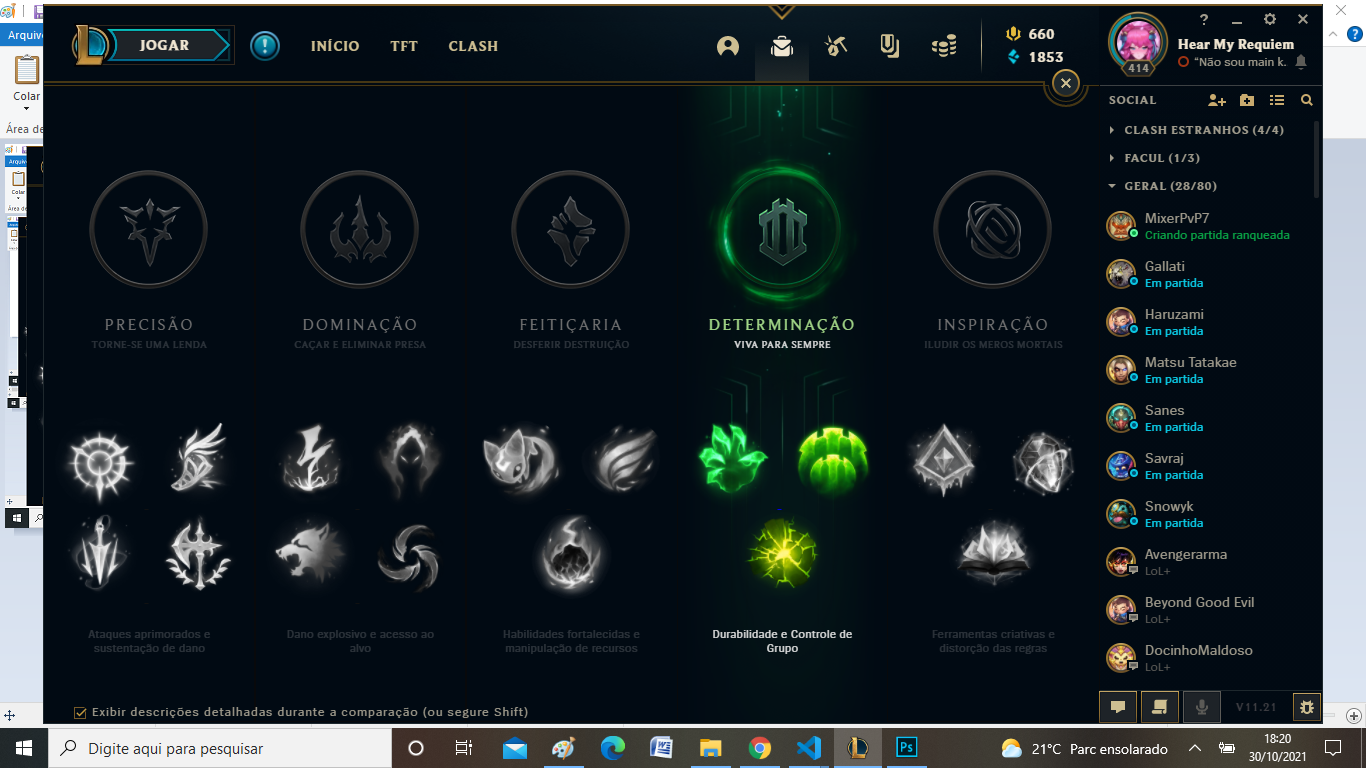 Arquivo
Colar
Área de
JOGAR
INÍCIO
TFT
CLASH
660
1853
414
Hear My Requiem
"Não sou main k.
SOCIAL
CLASH ESTRANHOS (4/4)
FACUL (1/3)
GERAL (28/80)
MixerPvP7
Criando partida ranqueada
Gallati
Em partida
Haruzami
Em partida
Matsu Tatakae
Em partida
Sanes
Em partida
Savraj
Em partida
Snowyk
Em partida
Avengerarma
LoL+
Beyond Good Evil
LoL+
DocinhoMaldoso
LoL+
V11.21
PRECISÃO
TORNE-SE UMA LENDA
DOMINAÇÃO
CAÇAR E ELIMINAR PRESA
FEITIÇARIA
DESFERIR DESTRUIÇÃO
DETERMINAÇÃO
VIVA PARA SEMPRE
INSPIRAÇÃO
ILUDIR OS MEROS MORTAIS
Ataques aprimorados e
sustentação de dano
Dano explosivo e acesso ao
alvo
Habilidades fortalecidas e
manipulação de recursos
Durabilidade e Controle de
Grupo
Ferramentas criativas e
distorção das regras
Exibir descrições detalhadas durante a comparação (ou segure Shift)
Digite aqui para pesquisar
Ps
21°C Parc ensolarado
18:20
30/10/2021